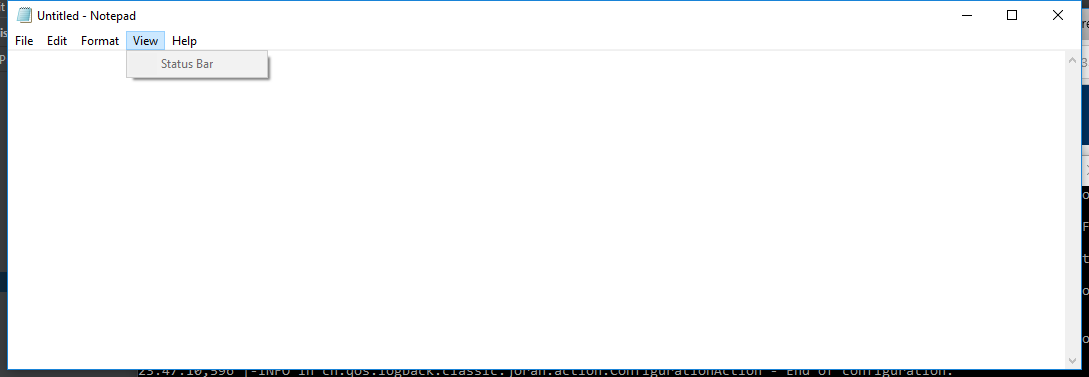 Untitled - Notepad
File Edit Format View Help
Status Bar
23:47:10,596 |-INFO in ch.qos.logback.classic.joran.action.ConfigurationAction - End of configuration.